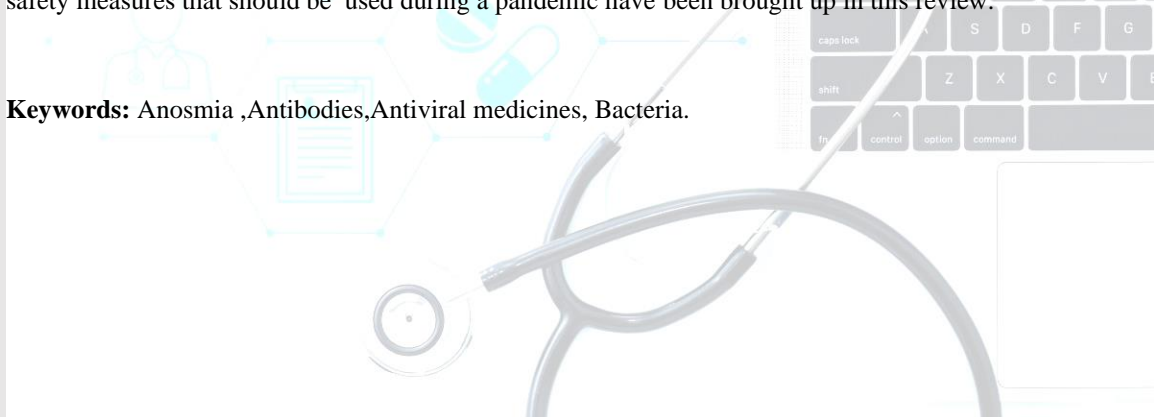 safety measures that should be used during a pandemic have been brought up in this review.
caps lock
A S D F G
shift
Z X C V
fn control option command
Keywords: Anosmia ,Antibodies,Antiviral medicines, Bacteria.